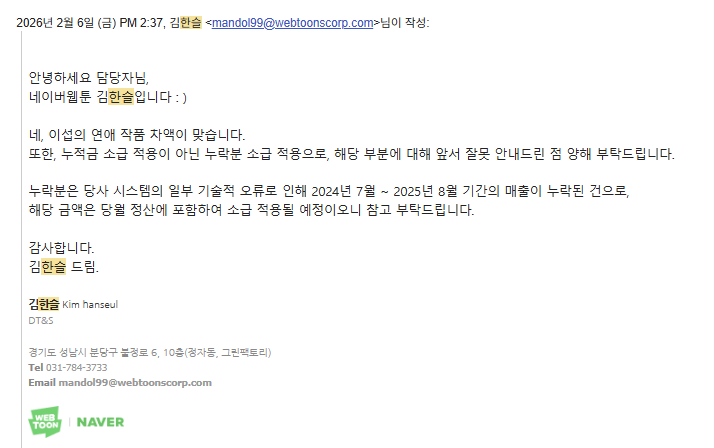 2026년 2월 6일 (금) PM 2:37, 김한슬 <mandol99@webtoonscorp.com>님이 작성:
안녕하세요 담당자님,
네이버웹툰 김한슬입니다 : )
네, 이섭의 연애 작품 차액이 맞습니다.
또한, 누적금 소급 적용이 아닌 누락분 소급 적용으로, 해당 부분에 대해 앞서 잘못 안내드린 점 양해 부탁드립니다.
누락분은 당사 시스템의 일부 기술적 오류로 인해 2024년 7월 ~ 2025년 8월 기간의 매출이 누락된 건으로,
해당 금액은 당월 정산에 포함하여 소급 적용될 예정이오니 참고 부탁드립니다.
감사합니다.
김한슬 드림.
김한슬 Kim hanseul
DT&S
경기도 성남시 분당구 불정로 6, 10층(정자동, 그린팩토리)
Tel 031-784-3733
Email mandol99@webtoonscorp.com
WEB TOON | NAVER